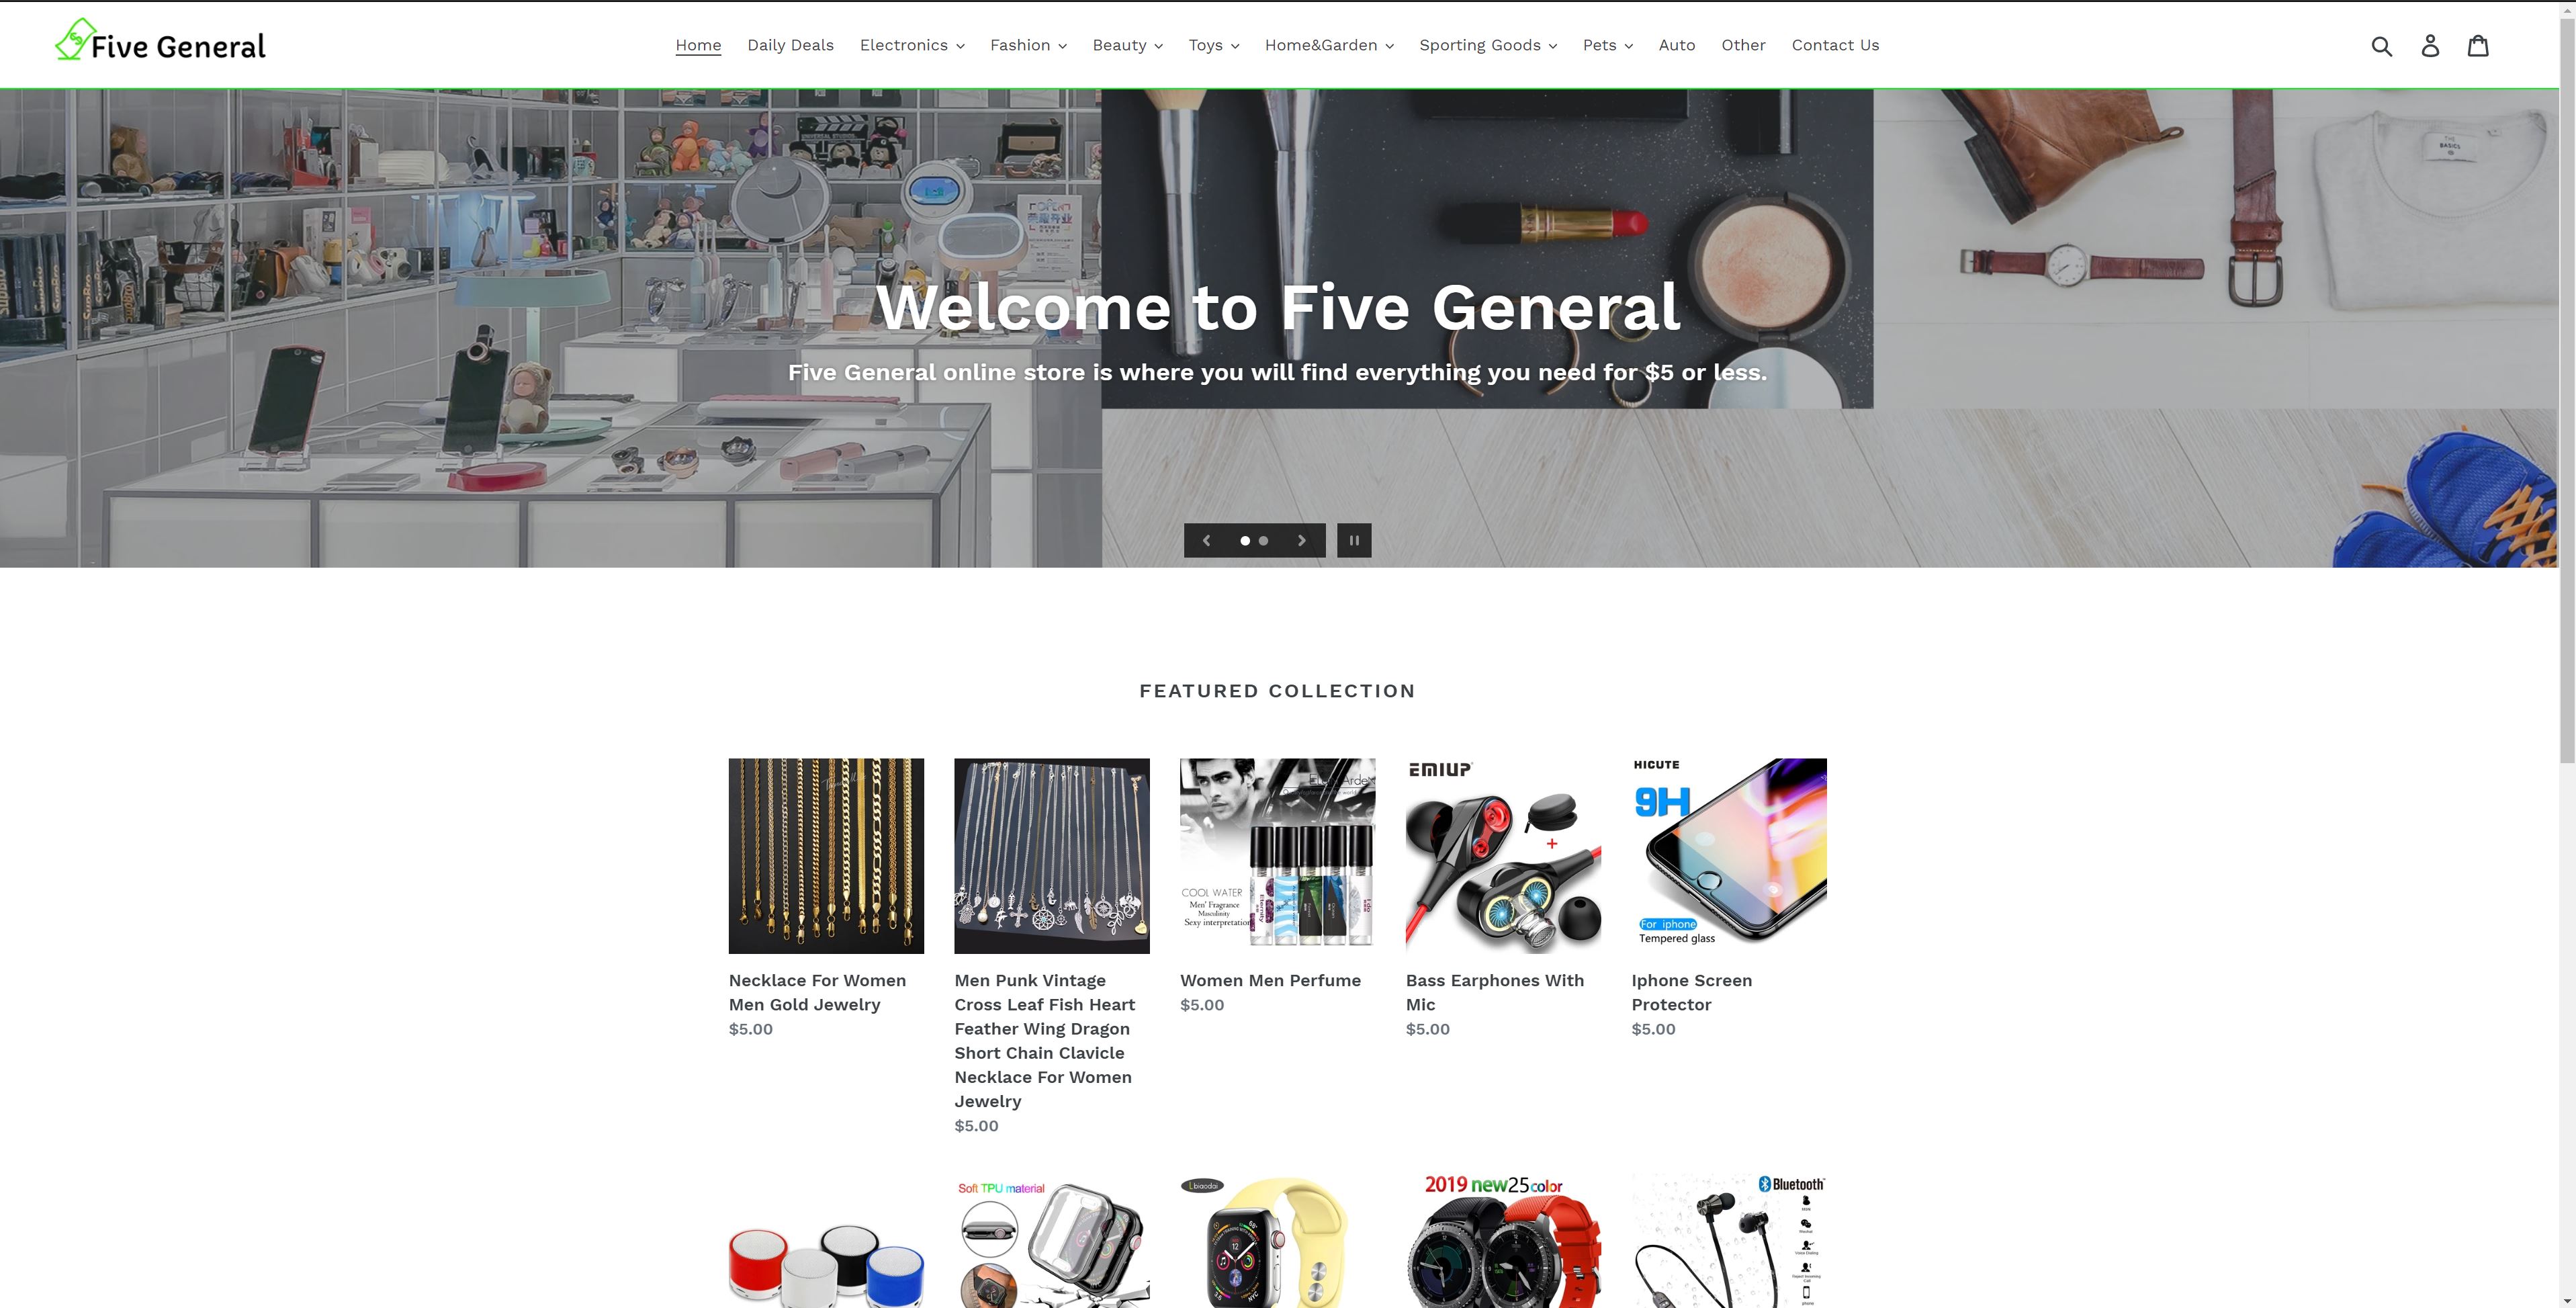 Five General
Home Daily Deals Electronics Fashion Beauty Toys Home&Garden Sporting Goods Pets Auto Other Contact Us
UNIVERSAL STUDIOS
THE
BASICS
Welcome to Five General
Five General online store is where you will find everything you need for $5 or less.
FEATURED COLLECTION
EMIUP
HICUTE
9H
COOL WATER
Men' Fragrance
Masculinity
Sexy interpretation
+
For iphone
Tempered glass
Necklace For Women
Men Gold Jewelry
$5.00
Men Punk Vintage
Cross Leaf Fish Heart
Feather Wing Dragon
Short Chain Clavicle
Necklace For Women
Jewelry
$5.00
Women Men Perfume
$5.00
Bass Earphones With
Mic
$5.00
Iphone Screen
Protector
$5.00
Soft TPU material
Lbiaodai
2019 new25color
Bluetooth